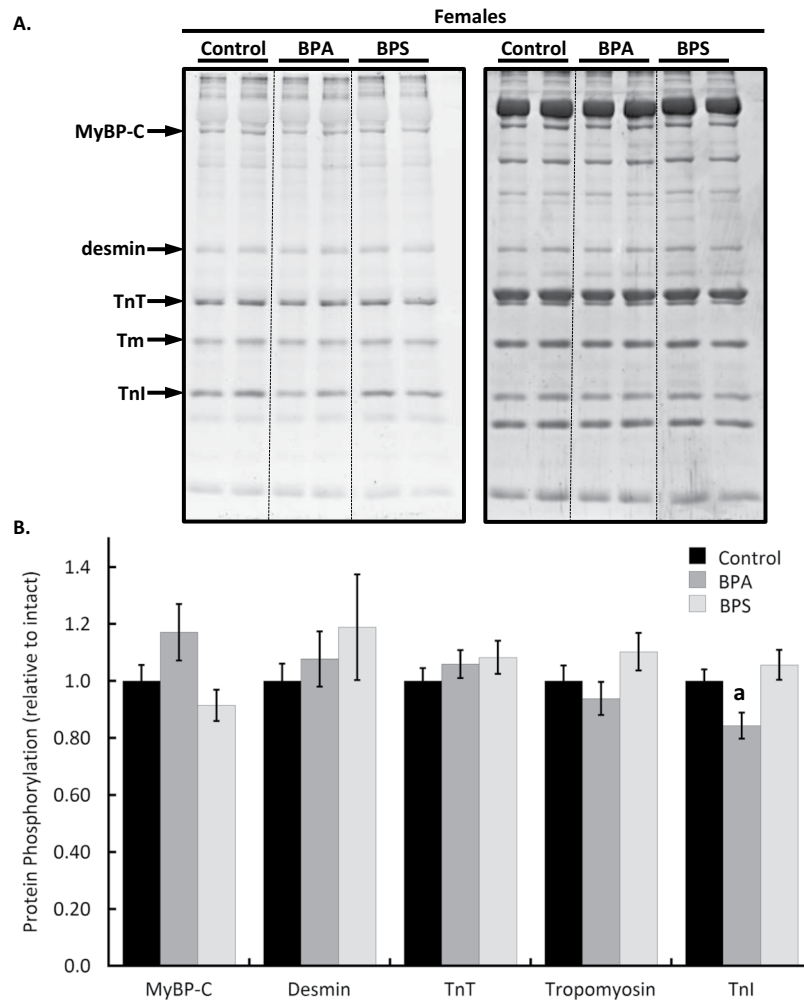 A.
Females
Control BPA BPS Control BPA BPS
MyBP-C
desmin
TnT
Tm
TnI
B.
Protein Phosphorylation (relative to intact)
1.4
1.2
1.0
0.80
0.60
0.40
0.20
0.0
Control
BPA
BPS
a
MyBP-C Desmin TnT Tropomyosin TnI